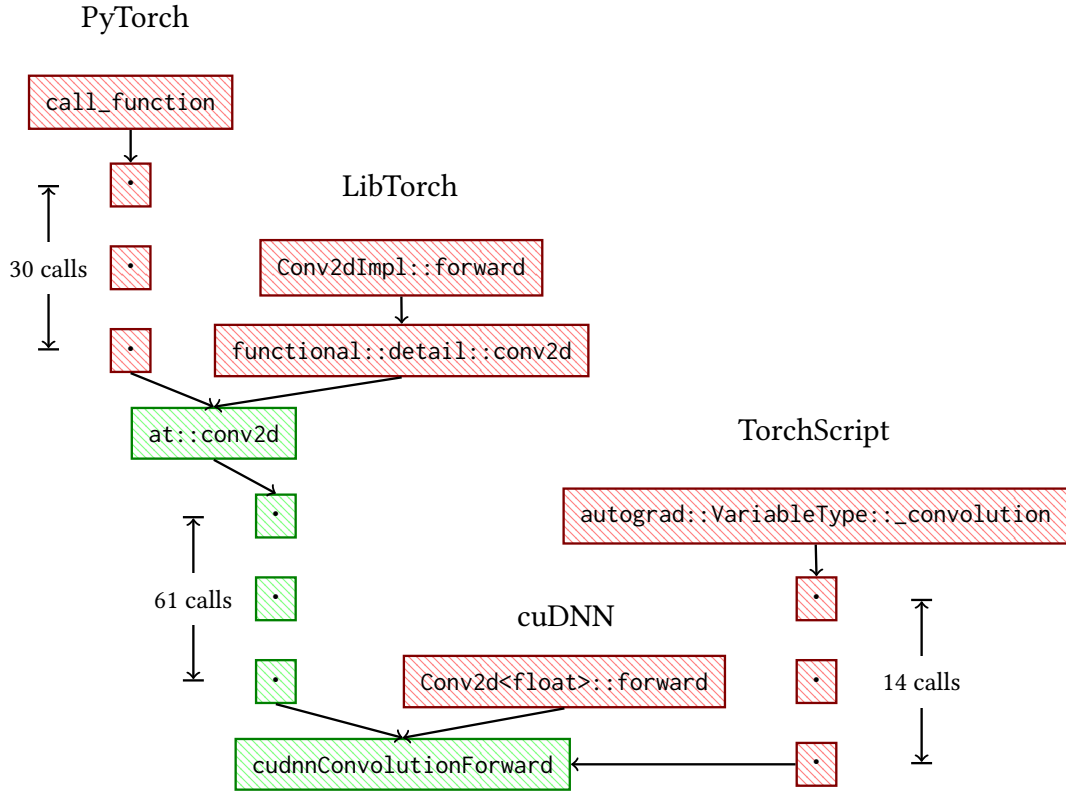 PyTorch
call_function
LibTorch
30 calls
Conv2dImpl::forward
functional::detail::conv2d
at::conv2d
TorchScript
autograd::VariableType::_convolution
61 calls
cuDNN
Conv2d<float>::forward
14 calls
cudnnConvolutionForward